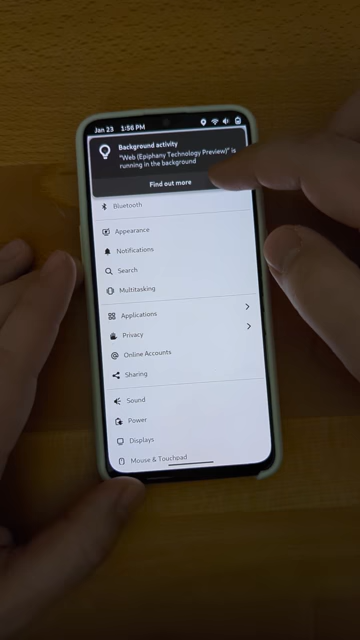 Jan 23 1:56 PM
Background activity
"Web (Epiphany Technology Preview)" is
running in the background
Find out more
Bluetooth
Appearance
Notifications
Search
Multitasking
Applications
Privacy
Online Accounts
Sharing
Sound
Power
Displays
Mouse & Touchpad